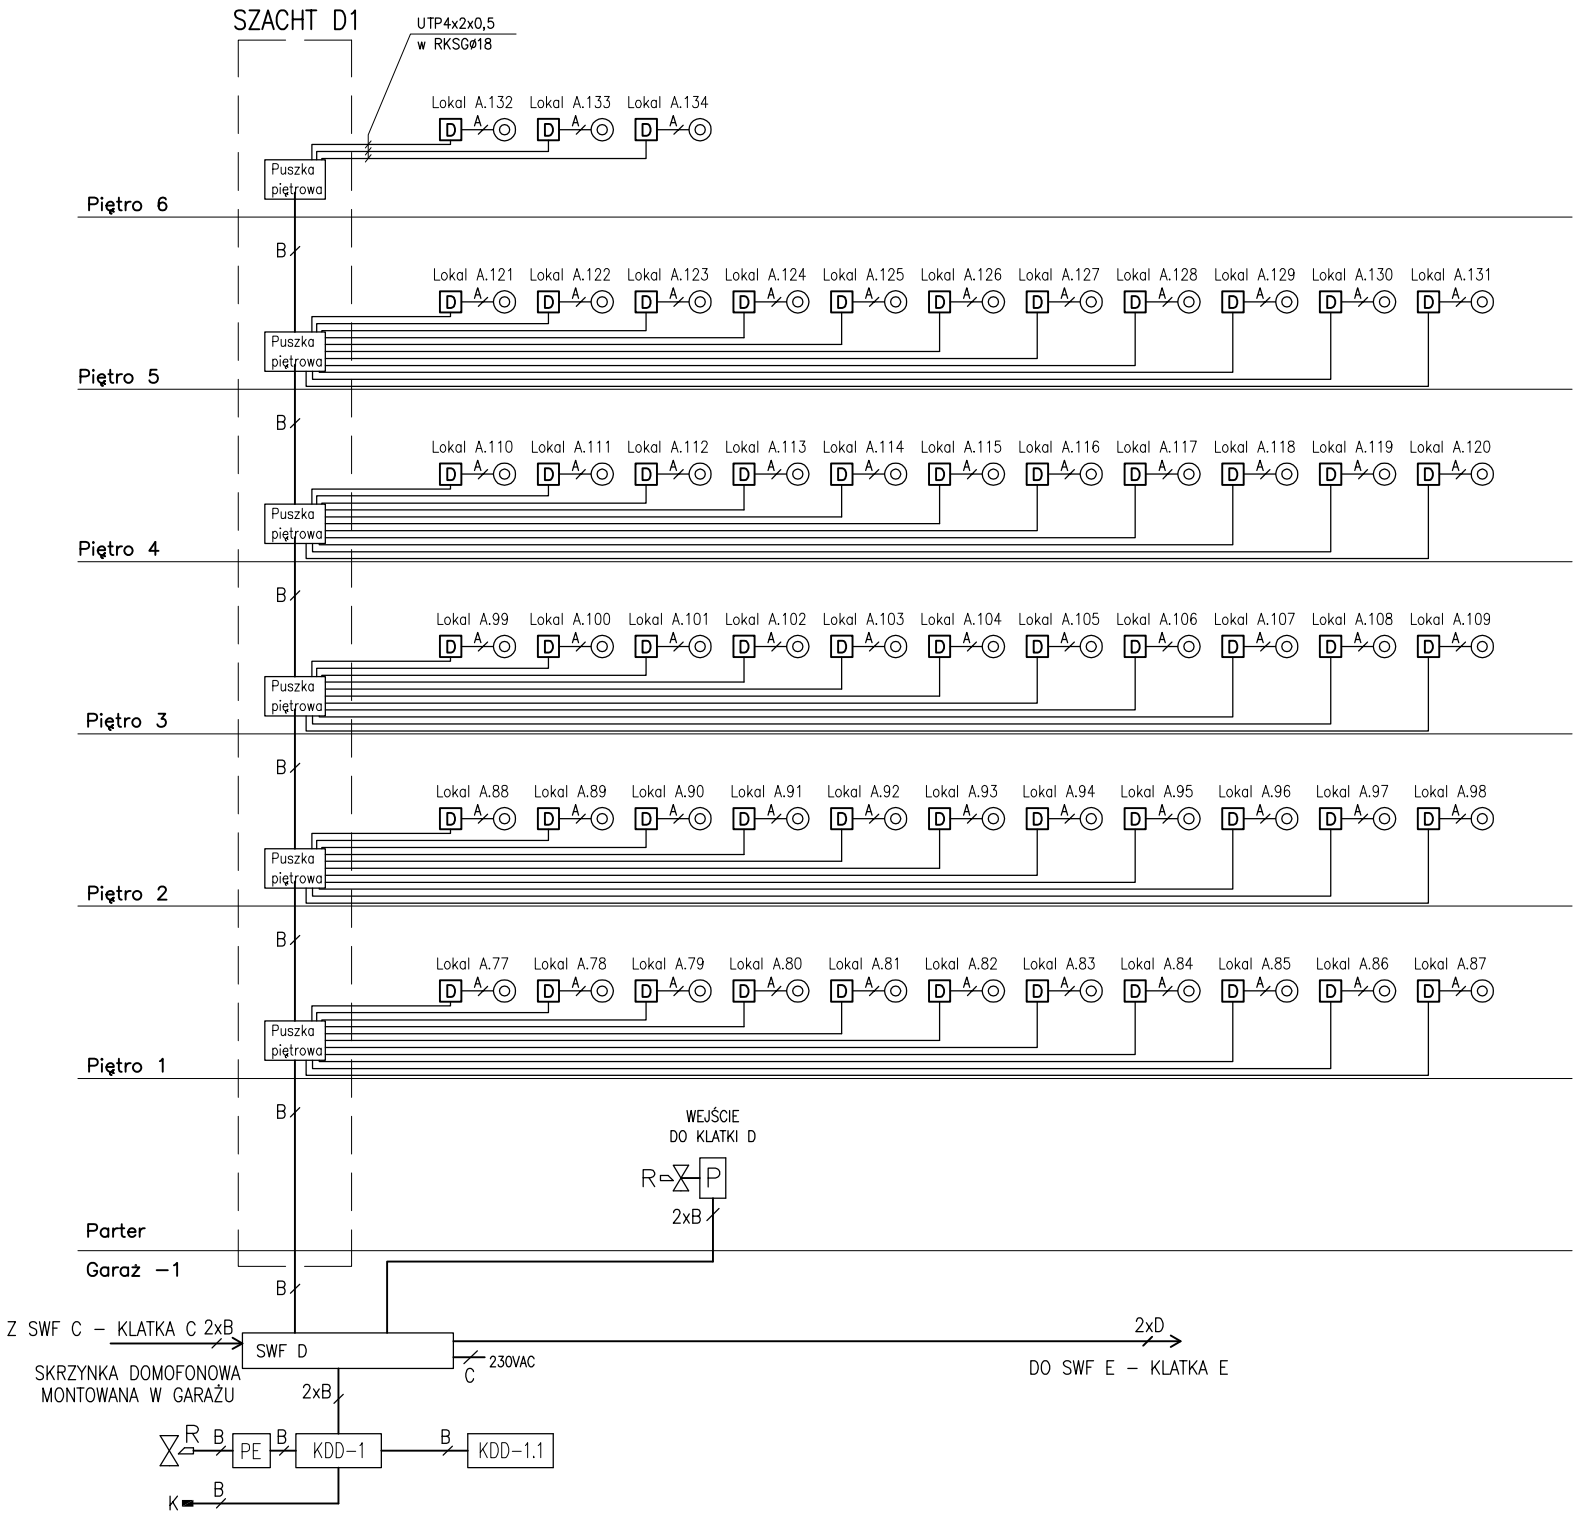 SZACHT D1
UTP4x2x0,5
w RKSGø18
Lokal A.132 Lokal A.133 Lokal A.134
D A D A D A
Puszka
piętrowa
Piętro 6
B
Lokal A.121 Lokal A.122 Lokal A.123 Lokal A.124 Lokal A.125 Lokal A.126 Lokal A.127 Lokal A.128 Lokal A.129 Lokal A.130 Lokal A.131
D A D A D A D A D A D A D A D A D A D A D A
Puszka
piętrowa
Piętro 5
B
Lokal A.110 Lokal A.111 Lokal A.112 Lokal A.113 Lokal A.114 Lokal A.115 Lokal A.116 Lokal A.117 Lokal A.118 Lokal A.119 Lokal A.120
D A D A D A D A D A D A D A D A D A D A D A
Puszka
piętrowa
Piętro 4
B
Lokal A.99 Lokal A.100 Lokal A.101 Lokal A.102 Lokal A.103 Lokal A.104 Lokal A.105 Lokal A.106 Lokal A.107 Lokal A.108 Lokal A.109
D A D A D A D A D A D A D A D A D A D A D A
Puszka
piętrowa
Piętro 3
B
Lokal A.88 Lokal A.89 Lokal A.90 Lokal A.91 Lokal A.92 Lokal A.93 Lokal A.94 Lokal A.95 Lokal A.96 Lokal A.97 Lokal A.98
D A D A D A D A D A D A D A D A D A D A D A
Puszka
piętrowa
Piętro 2
B
Lokal A.77 Lokal A.78 Lokal A.79 Lokal A.80 Lokal A.81 Lokal A.82 Lokal A.83 Lokal A.84 Lokal A.85 Lokal A.86 Lokal A.87
D A D A D A D A D A D A D A D A D A D A D A
Puszka
piętrowa
Piętro 1
B
WEJŚCIE
DO KLATKI D
R P
2xB
Parter
Garaż -1
B
Z SWF C - KLATKA C 2xB
2xD
SWF D
230VAC
C
DO SWF E - KLATKA E
SKRZYNKA DOMOFONOWA
MONTOWANA W GARAŻU
2xB
R B PE B KDD-1 B KDD-1.1
K B